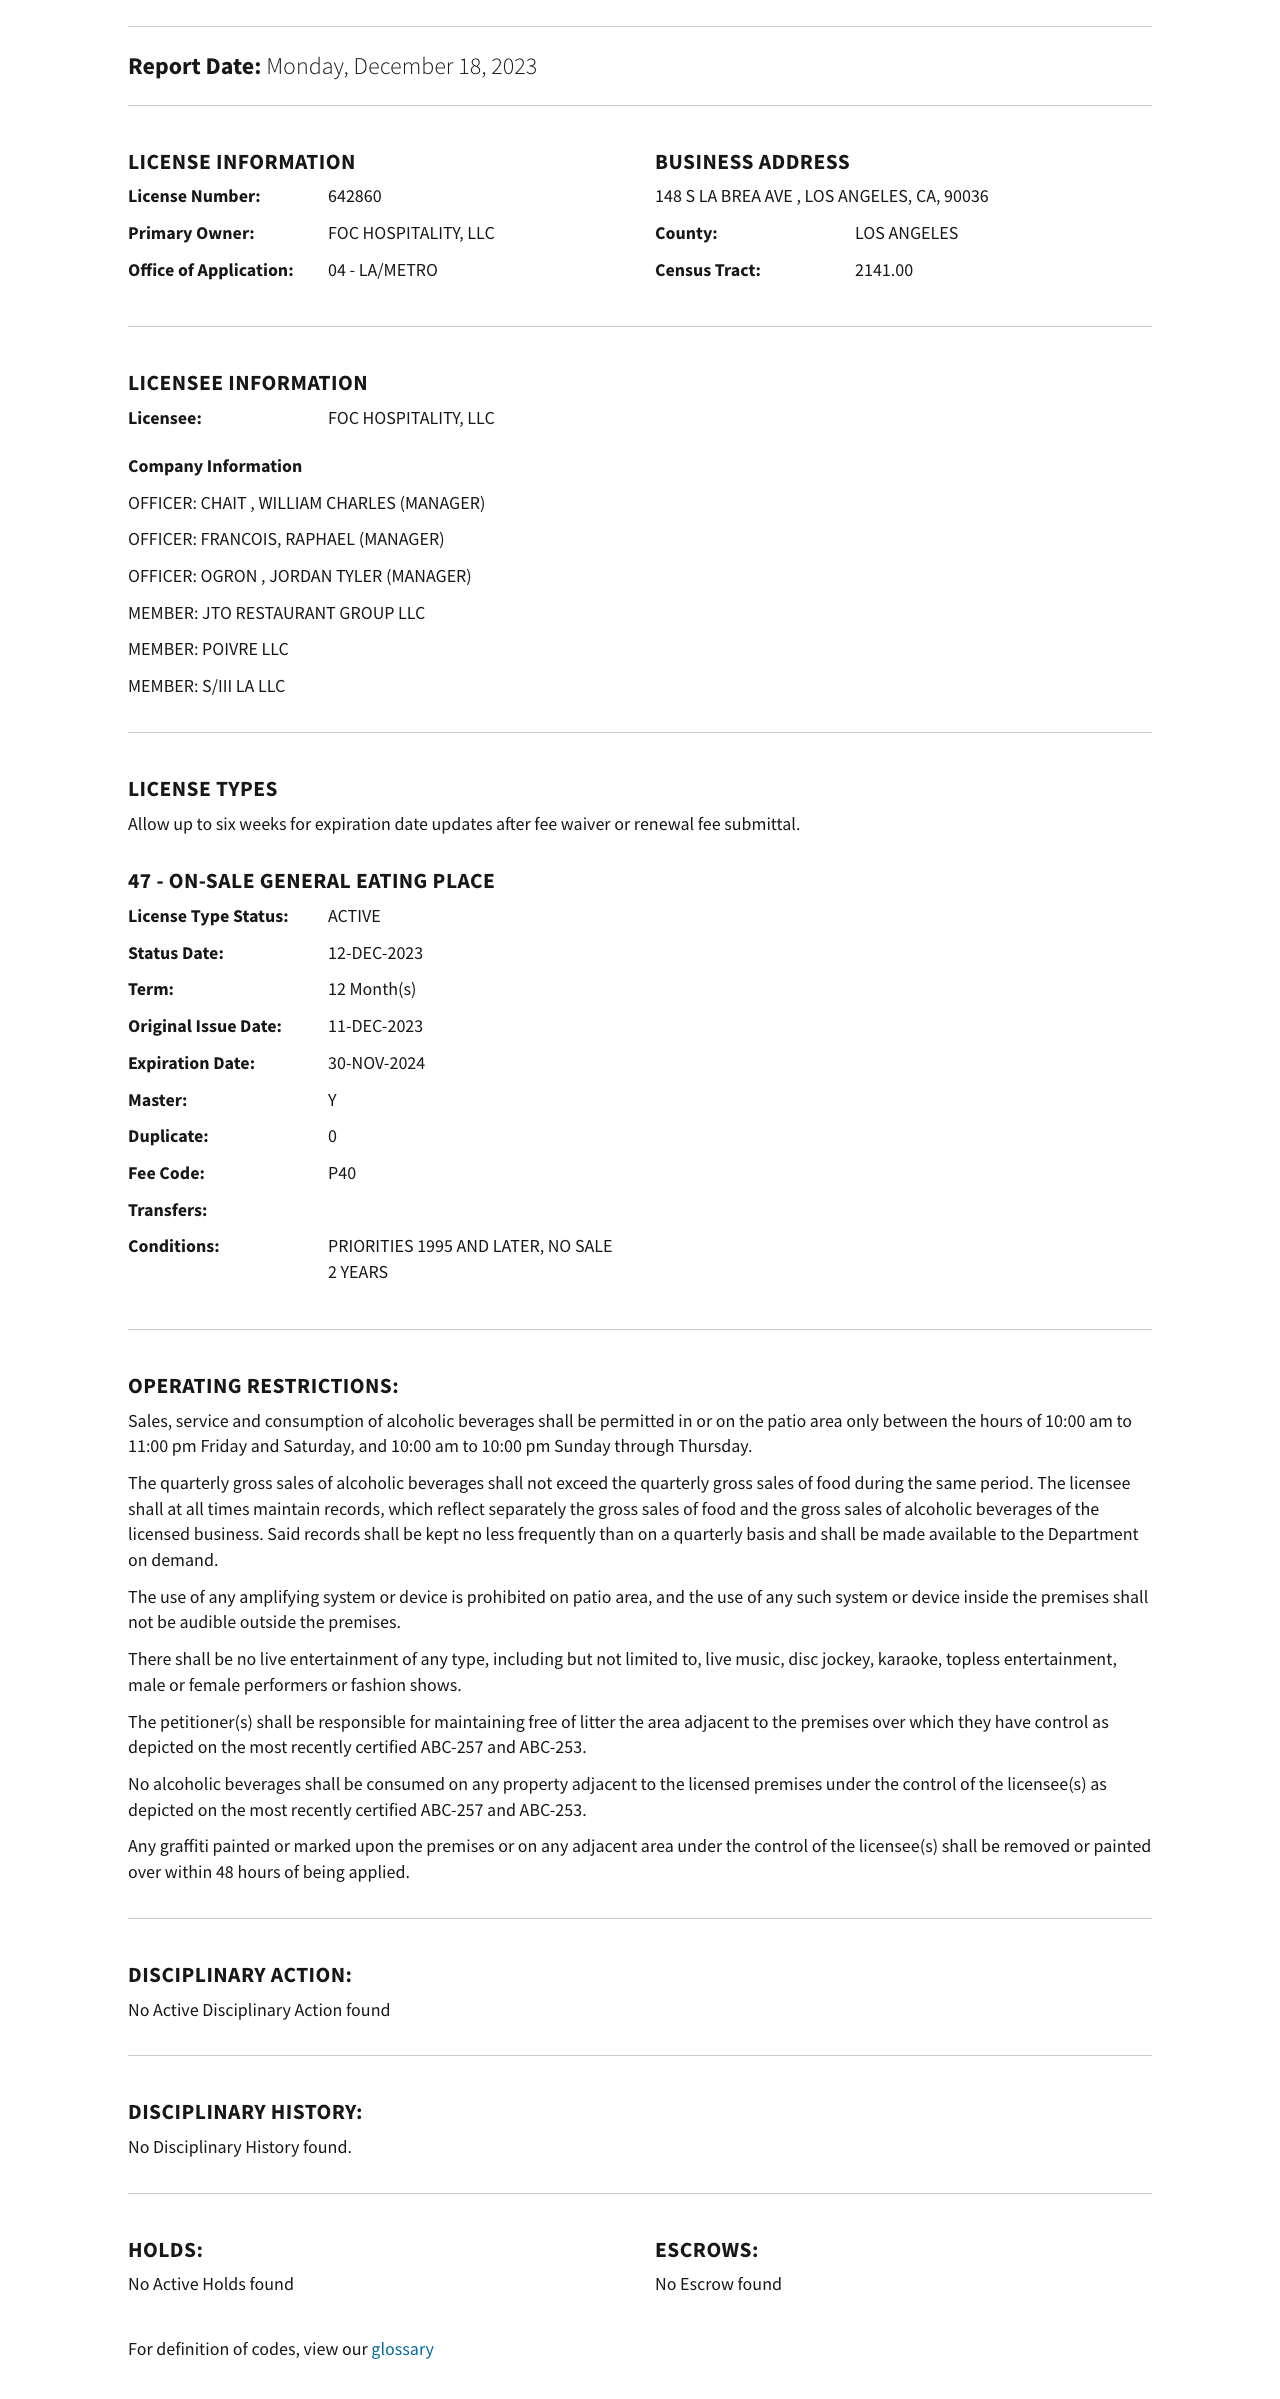 Report Date: Monday, December 18, 2023
LICENSE INFORMATION
License Number: 642860
Primary Owner: FOC HOSPITALITY, LLC
Office of Application: 04 - LA/METRO
BUSINESS ADDRESS
148 S LA BREA AVE , LOS ANGELES, CA, 90036
County: LOS ANGELES
Census Tract: 2141.00
LICENSEE INFORMATION
Licensee: FOC HOSPITALITY, LLC
Company Information
OFFICER: CHAIT , WILLIAM CHARLES (MANAGER)
OFFICER: FRANCOIS, RAPHAEL (MANAGER)
OFFICER: OGRON , JORDAN TYLER (MANAGER)
MEMBER: JTO RESTAURANT GROUP LLC
MEMBER: POIVRE LLC
MEMBER: S/III LA LLC
LICENSE TYPES
Allow up to six weeks for expiration date updates after fee waiver or renewal fee submittal.
47 - ON-SALE GENERAL EATING PLACE
License Type Status: ACTIVE
Status Date: 12-DEC-2023
Term: 12 Month(s)
Original Issue Date: 11-DEC-2023
Expiration Date: 30-NOV-2024
Master: Y
Duplicate: 0
Fee Code: P40
Transfers:
Conditions: PRIORITIES 1995 AND LATER, NO SALE
2 YEARS
OPERATING RESTRICTIONS:
Sales, service and consumption of alcoholic beverages shall be permitted in or on the patio area only between the hours of 10:00 am to
11:00 pm Friday and Saturday, and 10:00 am to 10:00 pm Sunday through Thursday.
The quarterly gross sales of alcoholic beverages shall not exceed the quarterly gross sales of food during the same period. The licensee
shall at all times maintain records, which reflect separately the gross sales of food and the gross sales of alcoholic beverages of the
licensed business. Said records shall be kept no less frequently than on a quarterly basis and shall be made available to the Department
on demand.
The use of any amplifying system or device is prohibited on patio area, and the use of any such system or device inside the premises shall
not be audible outside the premises.
There shall be no live entertainment of any type, including but not limited to, live music, disc jockey, karaoke, topless entertainment,
male or female performers or fashion shows.
The petitioner(s) shall be responsible for maintaining free of litter the area adjacent to the premises over which they have control as
depicted on the most recently certified ABC-257 and ABC-253.
No alcoholic beverages shall be consumed on any property adjacent to the licensed premises under the control of the licensee(s) as
depicted on the most recently certified ABC-257 and ABC-253.
Any graffiti painted or marked upon the premises or on any adjacent area under the control of the licensee(s) shall be removed or painted
over within 48 hours of being applied.
DISCIPLINARY ACTION:
No Active Disciplinary Action found
DISCIPLINARY HISTORY:
No Disciplinary History found.
HOLDS:
No Active Holds found
ESCROWS:
No Escrow found
For definition of codes, view our glossary